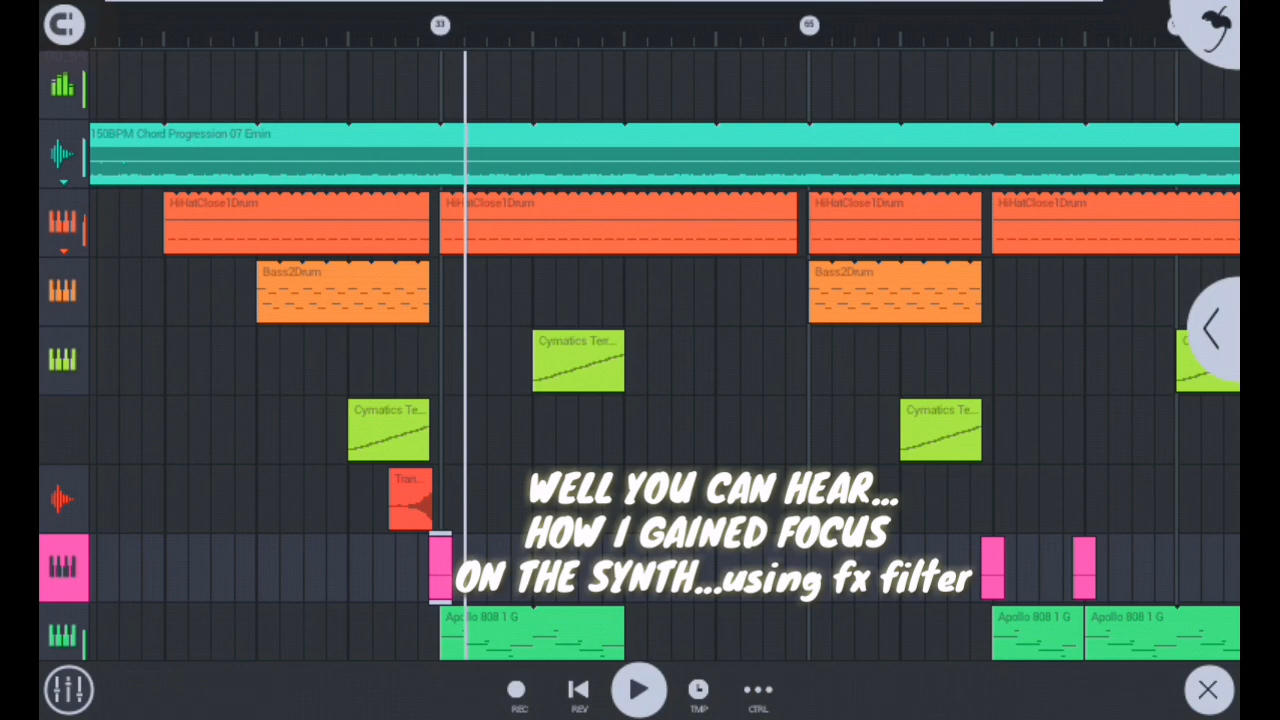 33
65
150BPM Chord Progression 07 Emin
HiHatClose1Drum
HiHatClose1Drum
HiHatClose1Drum
HiHatClose1Drum
Bass2Drum
Bass2Drum
Cymatics Terr...
C
Cymatics Te...
Cymatics Te...
Tran...
WELL YOU CAN HEAR...
HOW I GAINED FOCUS
ON THE SYNTH...using fx filter
Apollo 808 1 G
Apollo 808 1 G
Apollo 808 1 G
REC
REV
TMP
CTRL